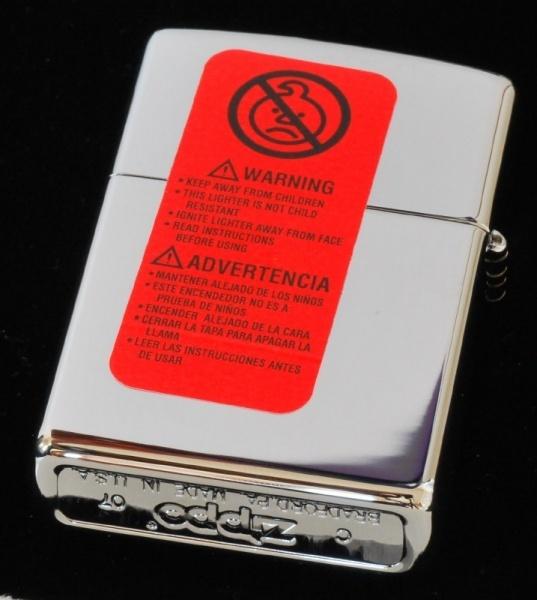 WARNING
• KEEP AWAY FROM CHILDREN
• THIS LIGHTER IS NOT CHILD
RESISTANT
• IGNITE LIGHTER AWAY FROM FACE
• READ INSTRUCTIONS
BEFORE USING
ADVERTENCIA
• MANTENER ALEJADO DE LOS NIÑOS
• ESTE ENCENDEDOR NO ES A
PRUEBA DE NIÑOS
• ENCENDER ALEJADO DE LA CARA
• CERRAR LA TAPA PARA APAGAR LA
LLAMA
• LEER LAS INSTRUCCIONES ANTES
DE USAR
C Zippo ® 07
BRADFORD, PA. MADE IN U.S.A.